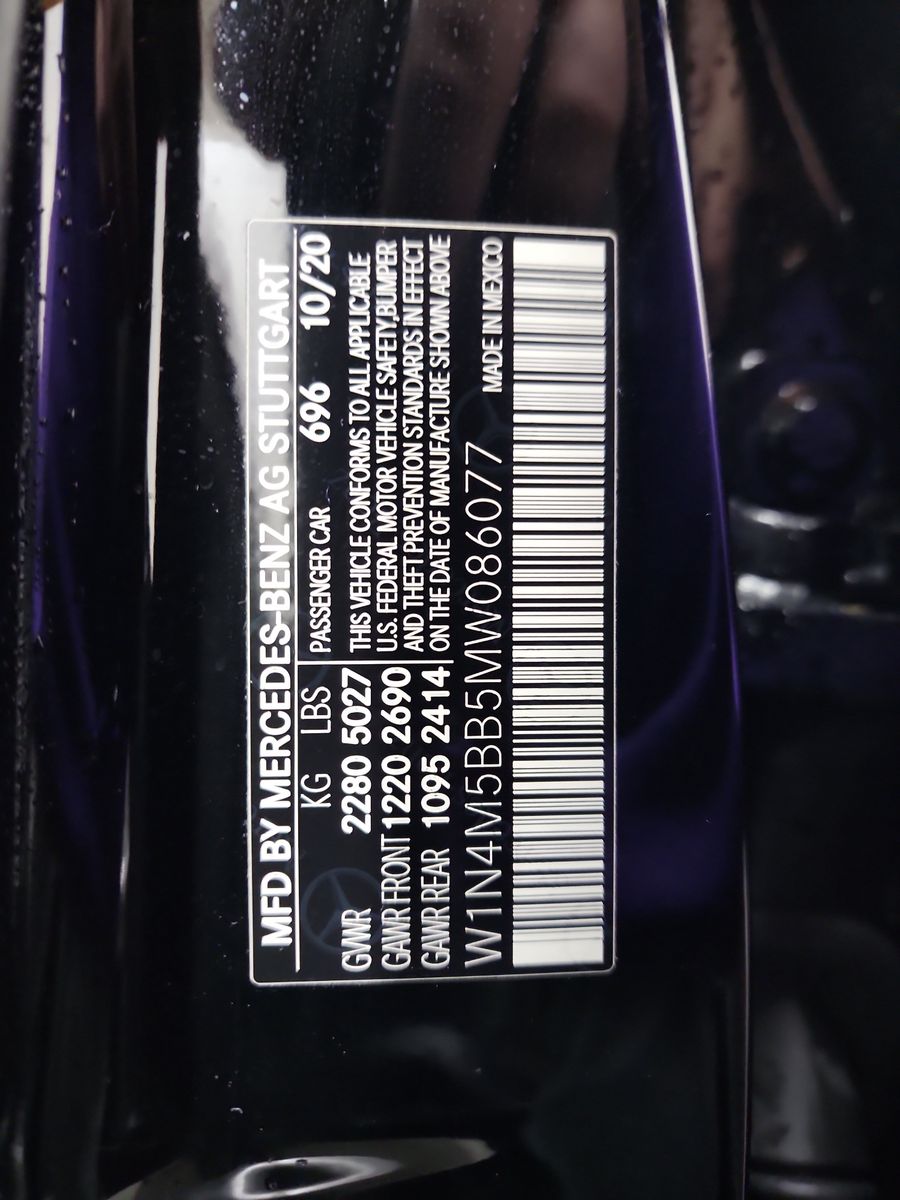 MFD BY MERCEDES-BENZ AG STUTTGART
KG LBS PASSENGER CAR 696 10/20
GVWR 2280 5027 THIS VEHICLE CONFORMS TO ALL APPLICABLE
GAWR FRONT 1220 2690 U.S. FEDERAL MOTOR VEHICLE SAFETY,BUMPER
GAWR REAR 1095 2414 AND THEFT PREVENTION STANDARDS IN EFFECT
ON THE DATE OF MANUFACTURE SHOWN ABOVE
W1N4M5BB5MW086077 MADE IN MEXICO